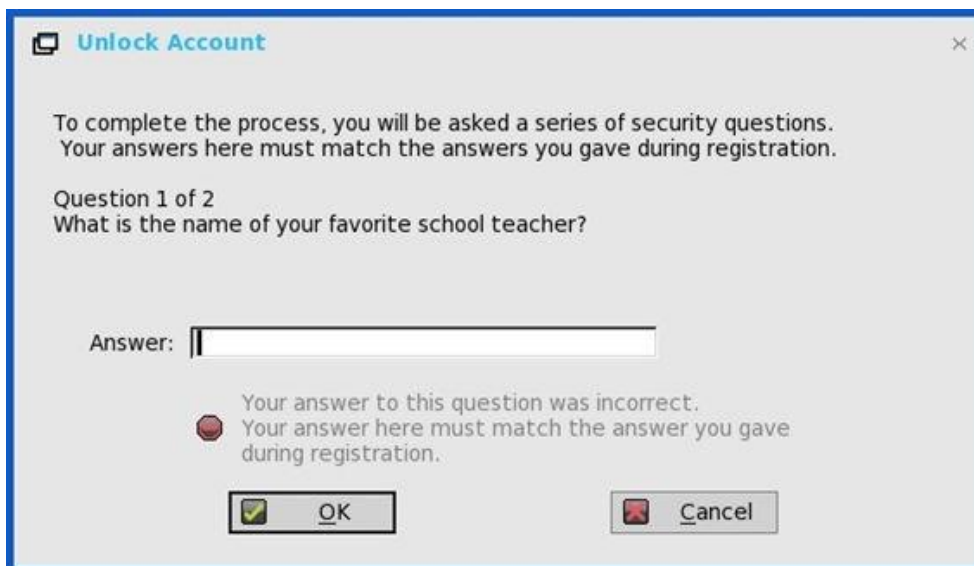 Unlock Account
To complete the process, you will be asked a series of security questions.
Your answers here must match the answers you gave during registration.
Question 1 of 2
What is the name of your favorite school teacher?
Answer:
Your answer to this question was incorrect.
Your answer here must match the answer you gave
during registration.
OK Cancel